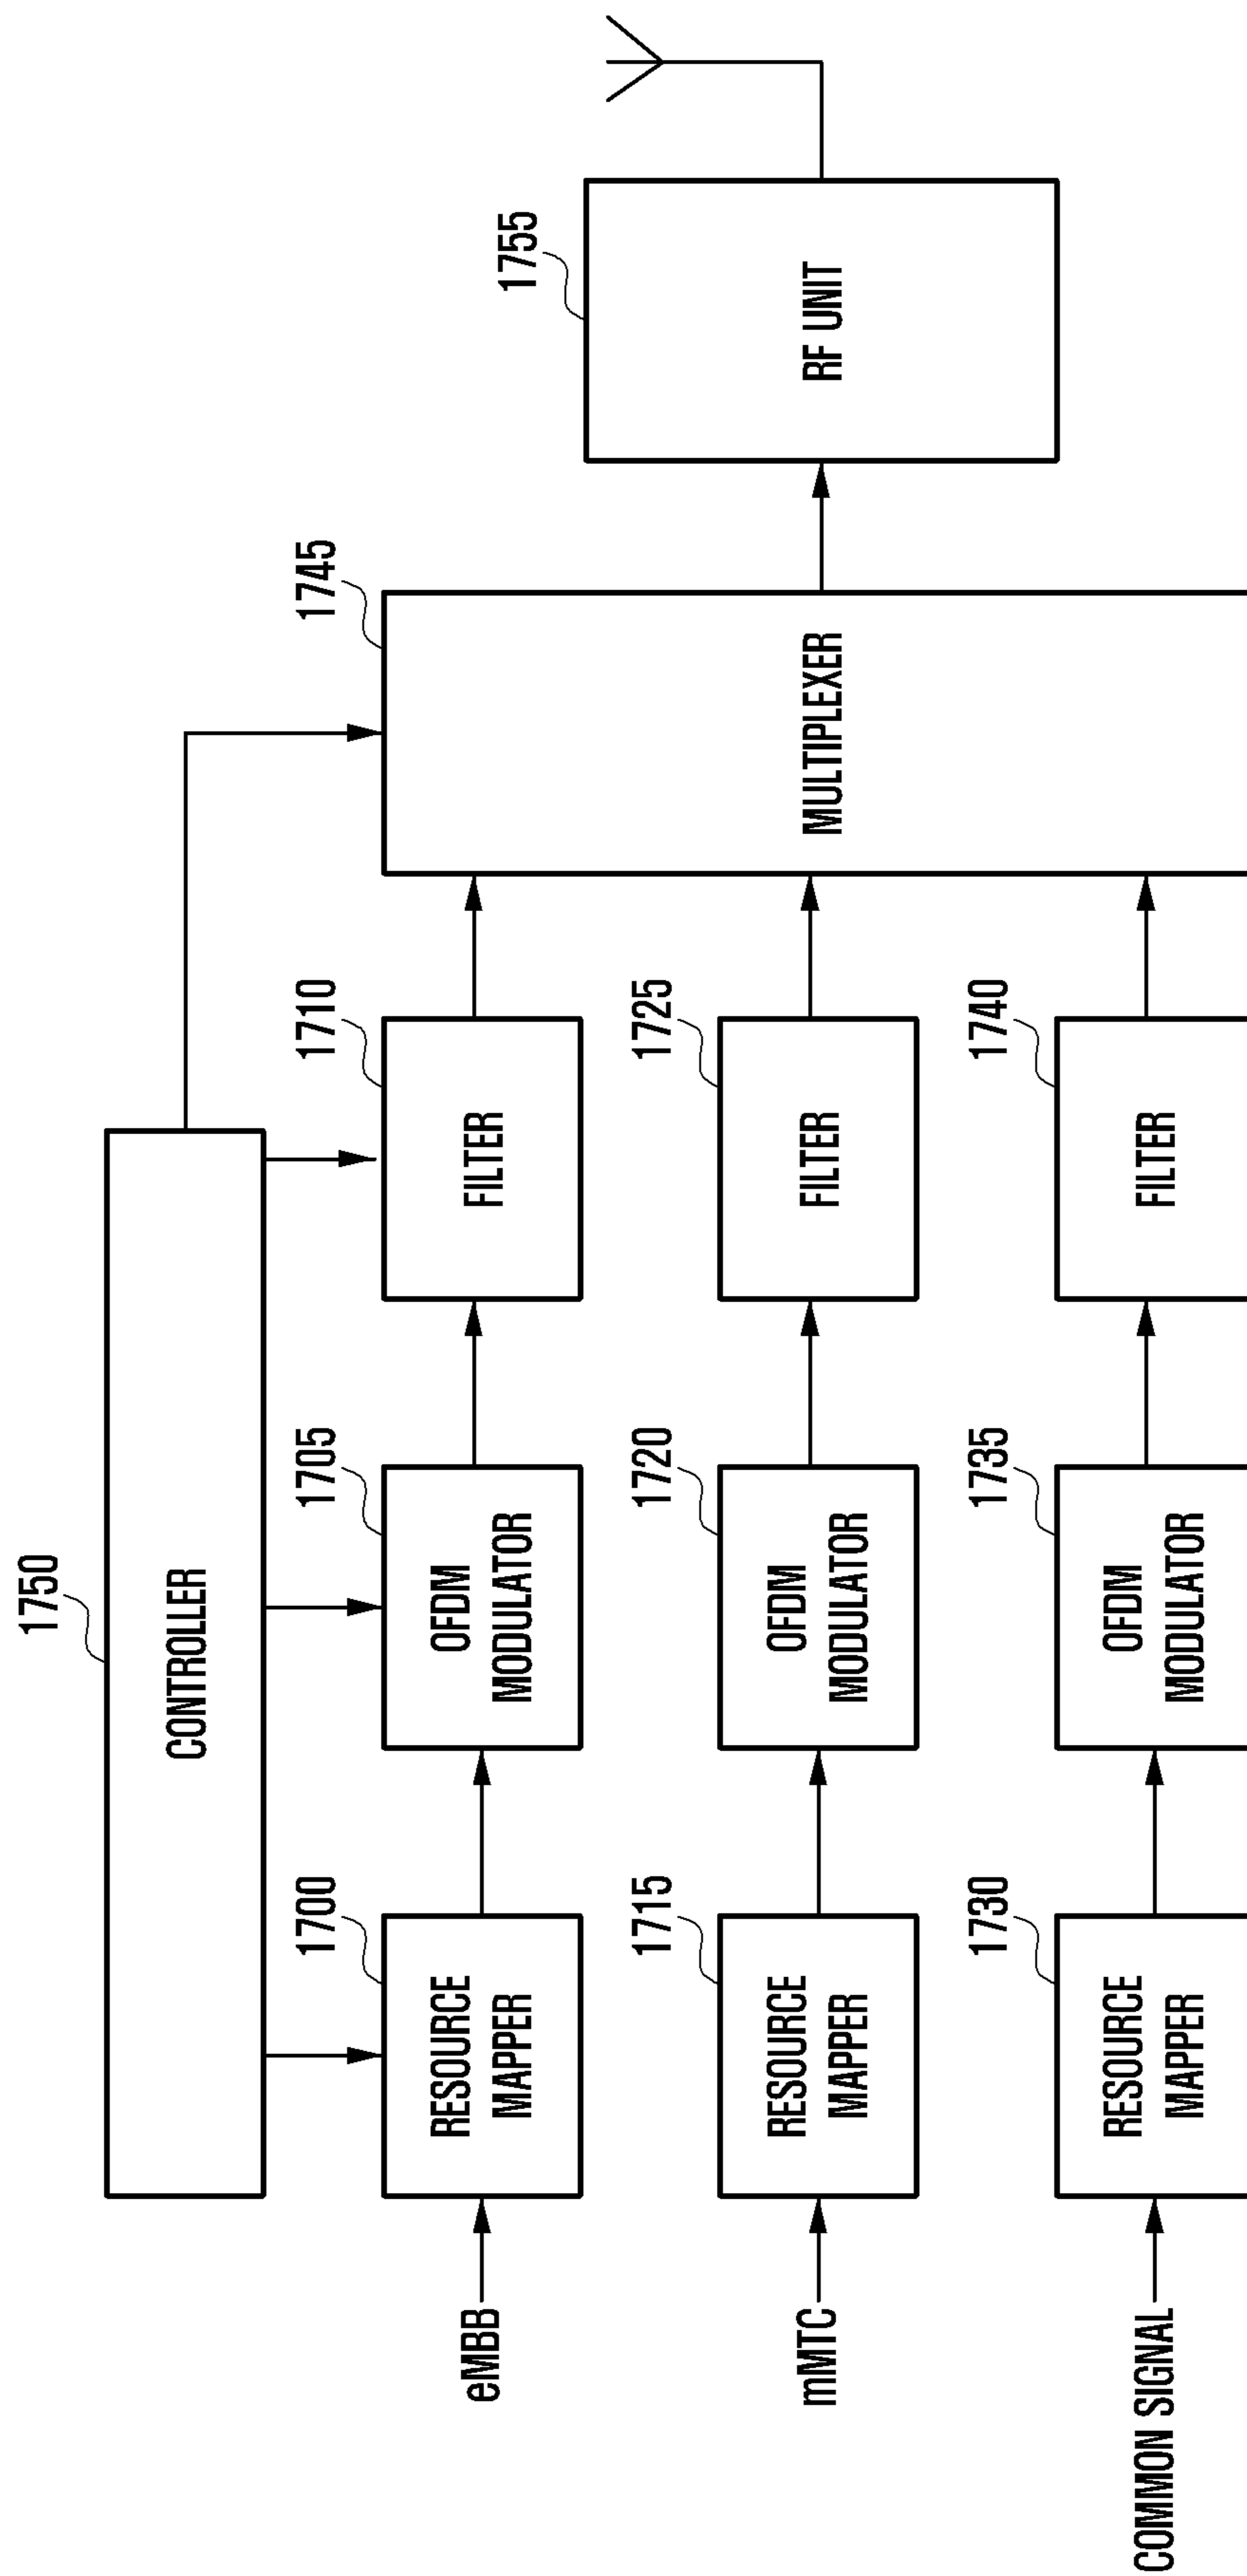 1750
CONTROLLER
1700
1705
1710
1745
1755
eMBB
RESOURCE
MAPPER
OFDM
MODULATOR
FILTER
MULTIPLEXER
RF UNIT
1715
1720
1725
mMTC
RESOURCE
MAPPER
OFDM
MODULATOR
FILTER
1730
1735
1740
COMMON SIGNAL
RESOURCE
MAPPER
OFDM
MODULATOR
FILTER